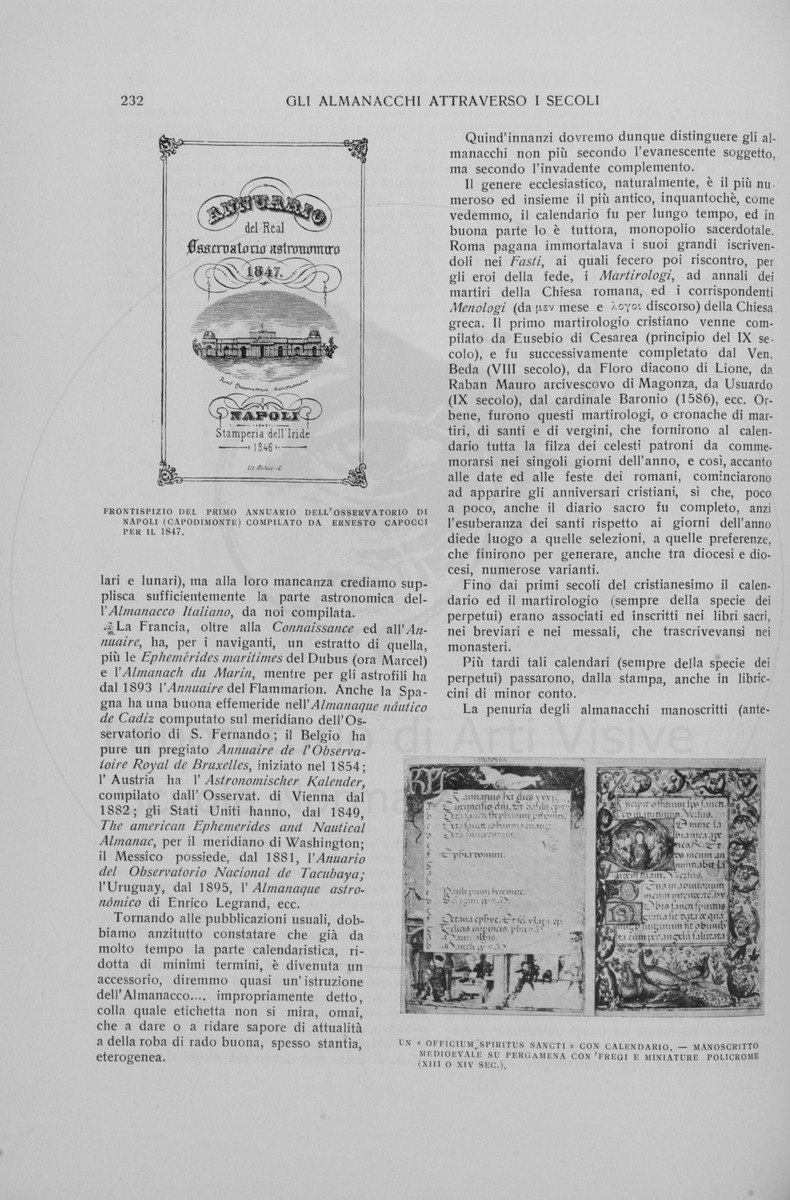 232
GLI ALMANACCHI ATTRAVERSO I SECOLI
ANNUARIO
del Real
Osservatorio astronomico
1847.
Real Osservatorio
NAPOLI
Stamperia dell'Iride
1846
FRONTISPIZIO DEL PRIMO ANNUARIO DELL'OSSERVATORIO DI
NAPOLI (CAPODIMONTE) COMPILATO DA ERNESTO CAPOCCI
PER IL 1847.
lari e lunari), ma alla loro mancanza crediamo sup-
plisca sufficientemente la parte astronomica del-
l'Almanacco Italiano, da noi compilata.
La Francia, oltre alla Connaissance ed all'An-
nuaire, ha, per i naviganti, un estratto di quella,
più le Ephemérides maritimes del Dubus (ora Marcel)
e l'Almanach du Marin, mentre per gli astrofili ha
dal 1893 l'Annuaire del Flammarion. Anche la Spa-
gna ha una buona effemeride nell'Almanaque náutico
de Cadiz computato sul meridiano dell'Os-
servatorio di S. Fernando; il Belgio ha
pure un pregiato Annuaire de l'Observa-
toire Royal de Bruxelles, iniziato nel 1854;
l'Austria ha l'Astronomischer Kalender,
compilato dall'Osservat. di Vienna dal
1882; gli Stati Uniti hanno, dal 1849,
The american Ephemerides and Nautical
Almanac, per il meridiano di Washington;
il Messico possiede, dal 1881, l'Anuario
del Observatorio Nacional de Tacubaya;
l'Uruguay, dal 1895, l'Almanaque astro-
nómico di Enrico Legrand, ecc.
Tornando alle pubblicazioni usuali, dob-
biamo anzitutto constatare che già da
molto tempo la parte calendaristica, ri-
dotta di minimi termini, è divenuta un
accessorio, diremmo quasi un'istruzione
dell'Almanacco.... impropriamente detto,
colla quale etichetta non si mira, omai,
che a dare o a ridare sapore di attualità
a della roba di rado buona, spesso stantìa,
eterogenea.
Quind'innanzi dovremo dunque distinguere gli al-
manacchi non più secondo l'evanescente soggetto,
ma secondo l'invadente complemento.
Il genere ecclesiastico, naturalmente, è il più nu-
meroso ed insieme il più antico, inquantochè, come
vedemmo, il calendario fu per lungo tempo, ed in
buona parte lo è tuttora, monopolio sacerdotale.
Roma pagana immortalava i suoi grandi iscriven-
doli nei Fasti, ai quali fecero poi riscontro, per
gli eroi della fede, i Martirologi, ad annali dei
martiri della Chiesa romana, ed i corrispondenti
Menologi (da μεν mese e λογοι discorso) della Chiesa
greca. Il primo martirologio cristiano venne com-
pilato da Eusebio di Cesarea (principio del IX se-
colo), e fu successivamente completato dal Ven.
Beda (VIII secolo), da Floro diacono di Lione, da
Raban Mauro arcivescovo di Magonza, da Usuardo
(IX secolo), dal cardinale Baronio (1586), ecc. Or-
bene, furono questi martirologi, o cronache di mar-
tiri, di santi e di vergini, che fornirono al calen-
dario tutta la filza dei celesti patroni da comme-
morarsi nei singoli giorni dell'anno, e così, accanto
alle date ed alle feste dei romani, cominciarono
ad apparire gli anniversari cristiani, sì che, poco
a poco, anche il diario sacro fu completo, anzi
l'esuberanza dei santi rispetto ai giorni dell'anno
diede luogo a quelle selezioni, a quelle preferenze,
che finirono per generare, anche tra diocesi e dio-
cesi, numerose varianti.
Fino dai primi secoli del cristianesimo il calen-
dario ed il martirologio (sempre della specie dei
perpetui) erano associati ed inscritti nei libri sacri,
nei breviari e nei messali, che trascrivevansi nei
monasteri.
Più tardi tali calendari (sempre della specie dei
perpetui) passarono, dalla stampa, anche in libric-
cini di minor conto.
La penuria degli almanacchi manoscritti (ante-
di Arti Visive
UN « OFFICIUM SPIRITUS SANCTI » CON CALENDARIO. — MANOSCRITTO
MEDIOEVALE SU PERGAMENA CON FREGI E MINIATURE POLICROME
(XIII O XIV SEC.).